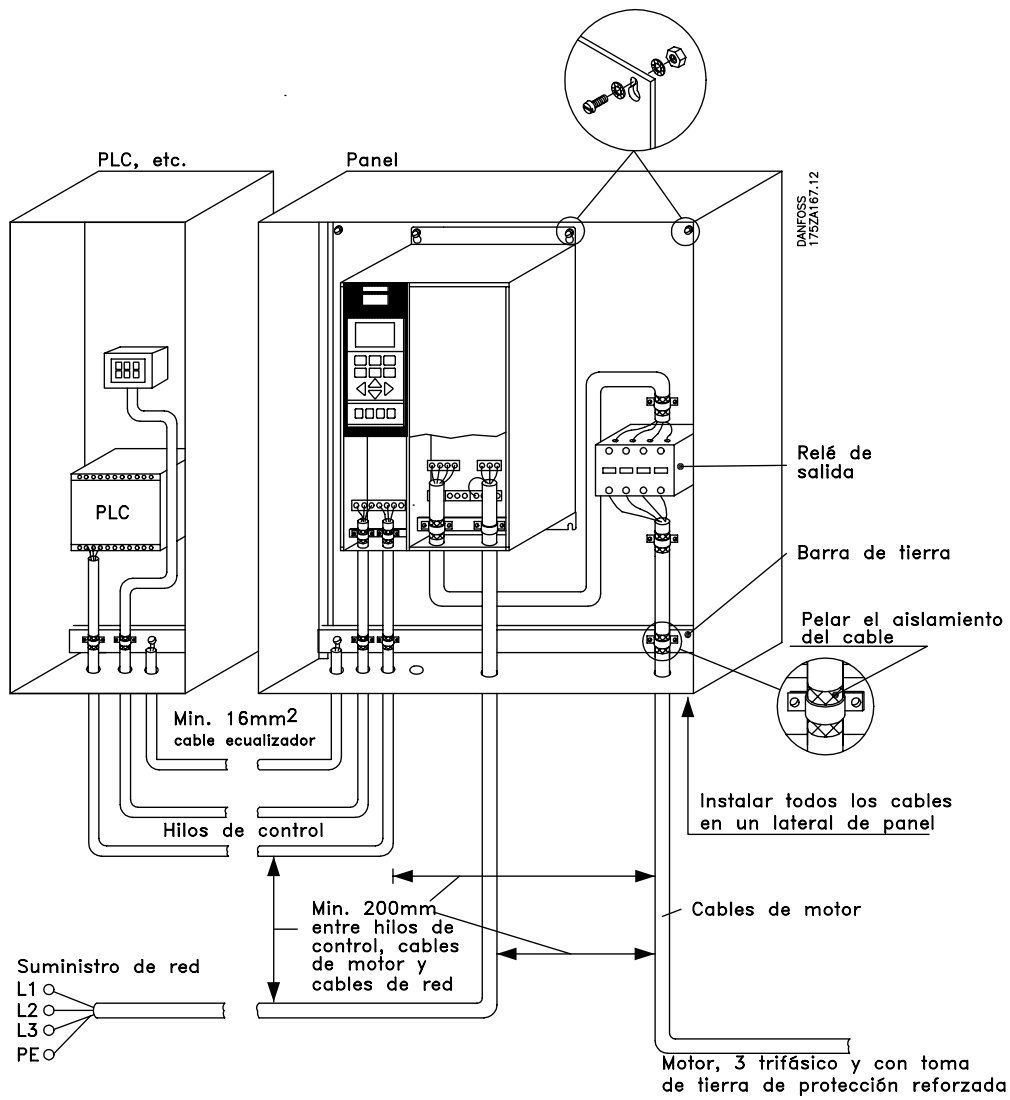 PLC, etc.
Panel
DANFOSS
175ZA167.12
PLC
Relé de
salida
Barra de tierra
Pelar el aislamiento
del cable
Min. 16mm2
cable ecualizador
Instalar todos los cables
en un lateral de panel
Hilos de control
Min. 200mm
entre hilos de
control, cables
de motor y
cables de red
Cables de motor
Suministro de red
L1
L2
L3
PE
Motor, 3 trifásico y con toma
de tierra de protección reforzada